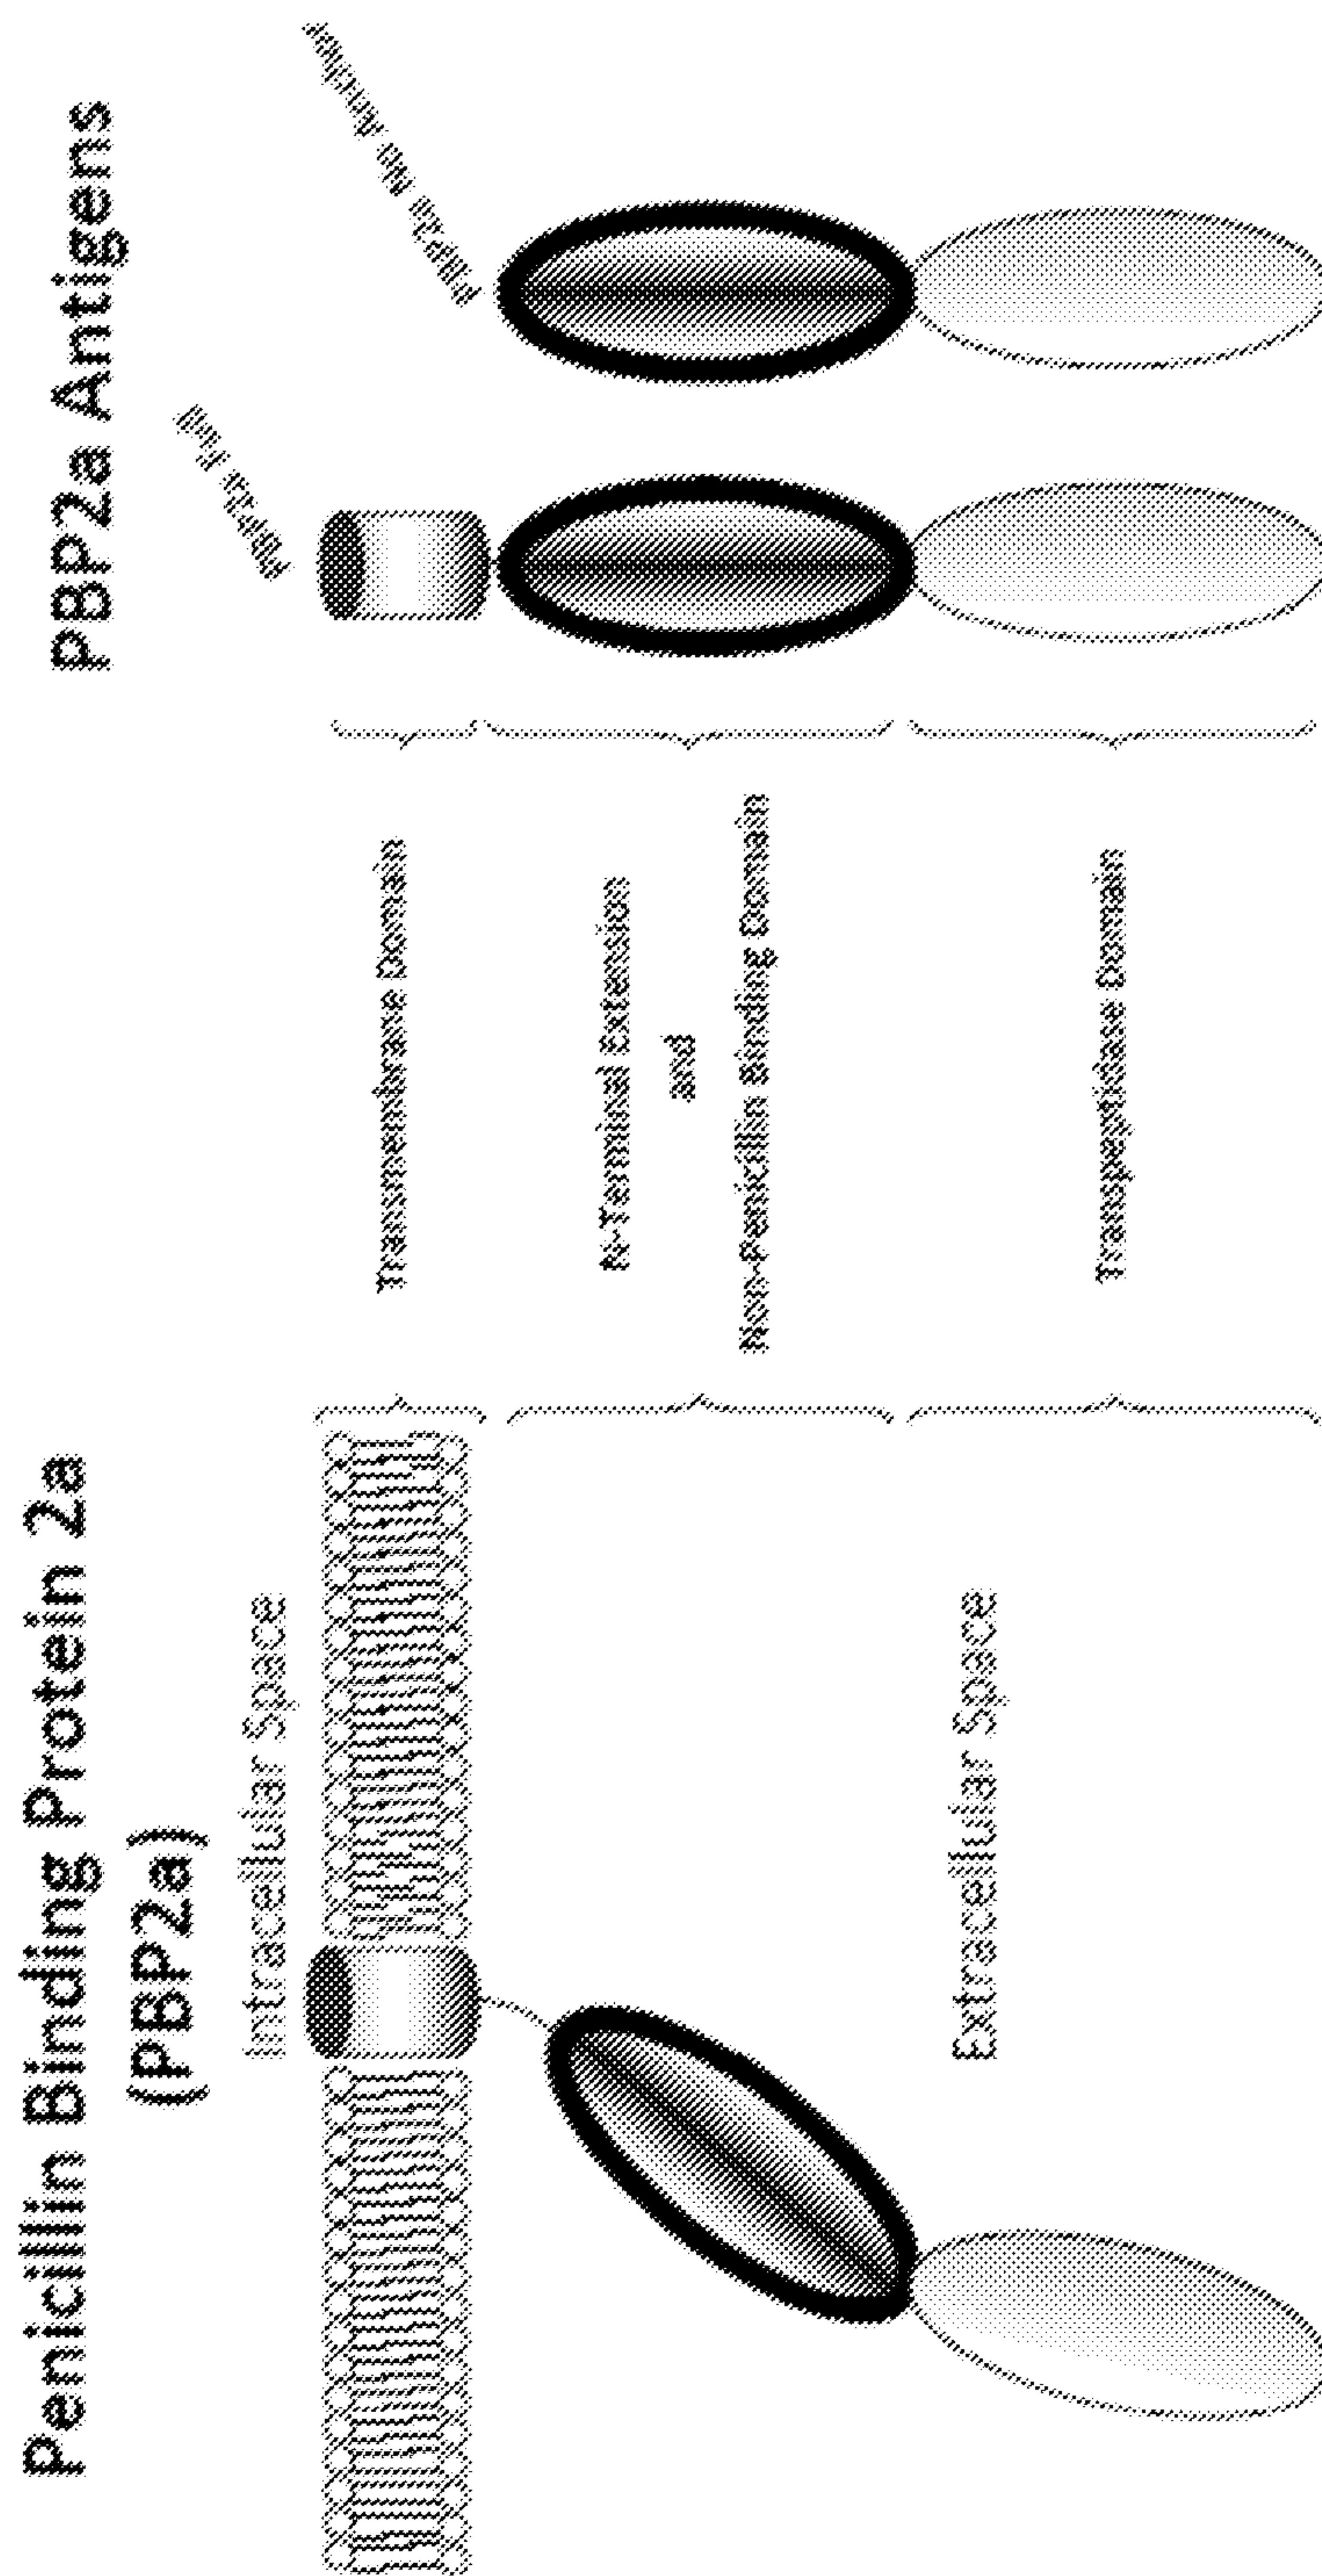 Penicillin Binding Protein 2a
(PBP2a)
Intracellular Space
Extracellular Space
Transmembrane Domain
N-Terminal Extension
and
Non-Penicillin Binding Domain
Transpeptidase Domain
PBP2a Antigens